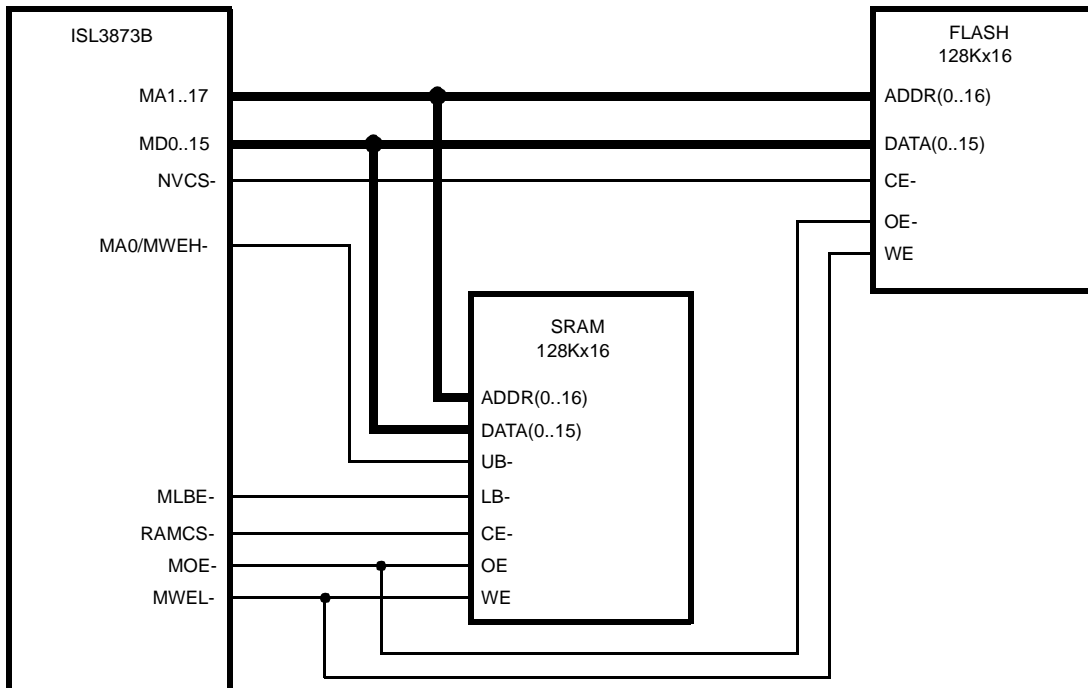 ISL3873B
MA1..17
MD0..15
NVCS-
MA0/MWEH-
MLBE-
RAMCS-
MOE-
MWEL-
SRAM
128Kx16
ADDR(0..16)
DATA(0..15)
UB-
LB-
CE-
OE
WE
FLASH
128Kx16
ADDR(0..16)
DATA(0..15)
CE-
OE-
WE